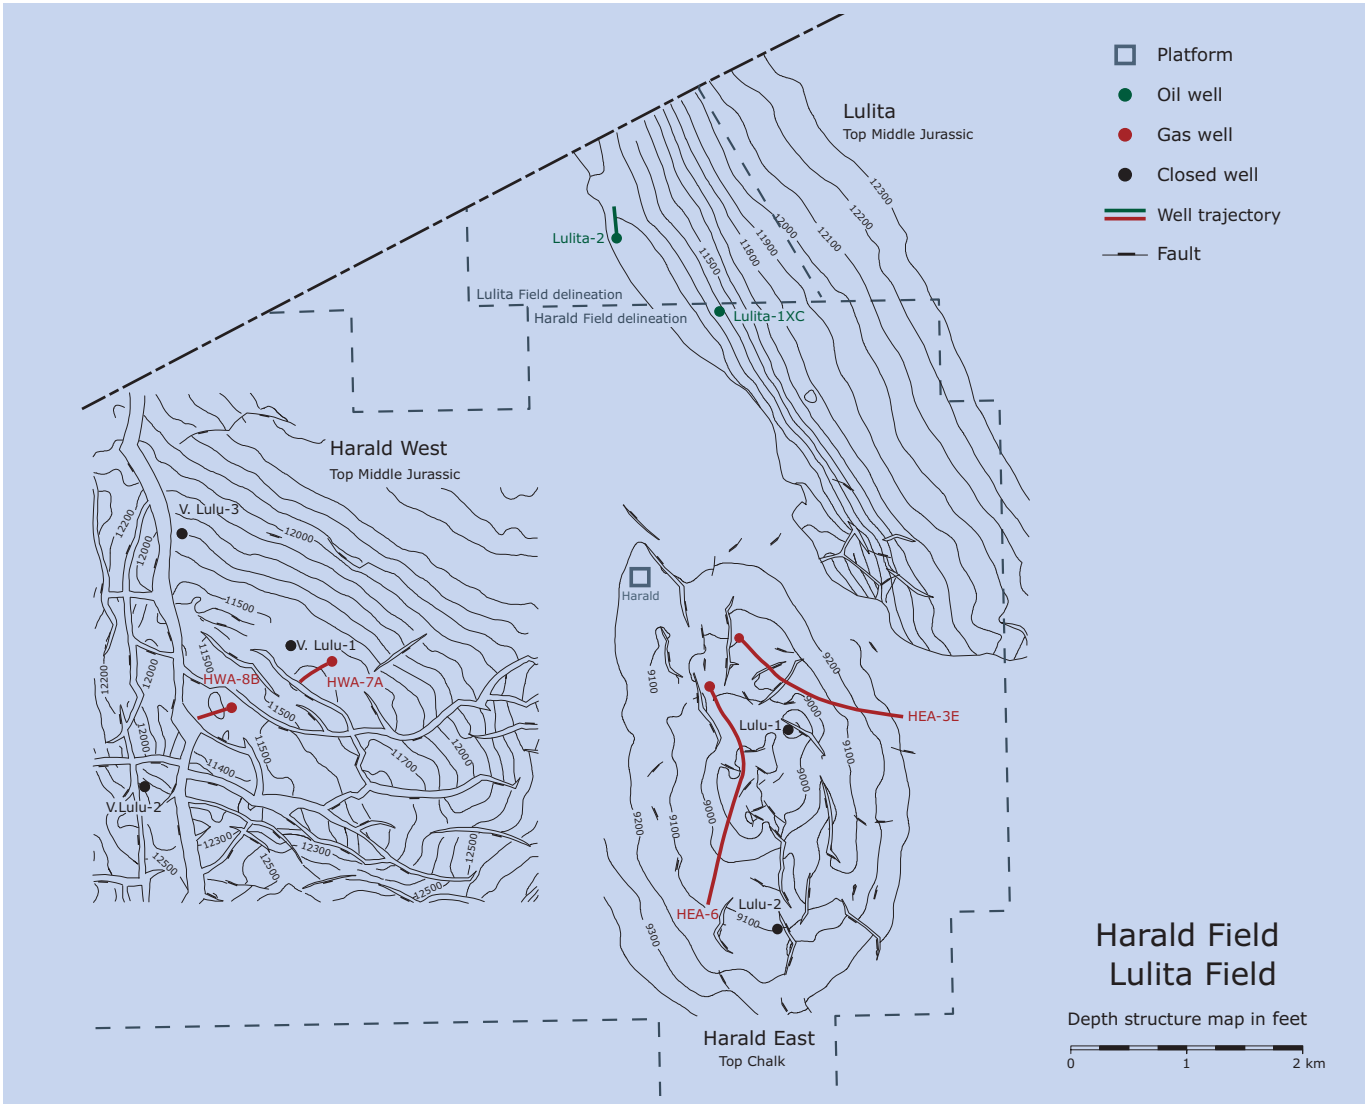 Platform
Oil well
Gas well
Closed well
Well trajectory
Fault
Lulita
Top Middle Jurassic
12300
12200
12100
12000
11900
11800
11500
Lulita-2
Lulita Field delineation
Harald Field delineation
Lulita-1XC
Harald West
Top Middle Jurassic
V. Lulu-3
12200
12000
12000
11500
V. Lulu-1
11500
12000
12200
HWA-8B
HWA-7A
11500
12000
11500
11700
12000
11400
V.Lulu-2
12300
12300
12500
12500
12500
12500
Harald
9200
9100
9000
HEA-3E
Lulu-1
9100
9000
9000
9200
9100
HEA-6
Lulu-2
9100
9300
Harald East
Top Chalk
Harald Field
Lulita Field
Depth structure map in feet
0 1 2 km